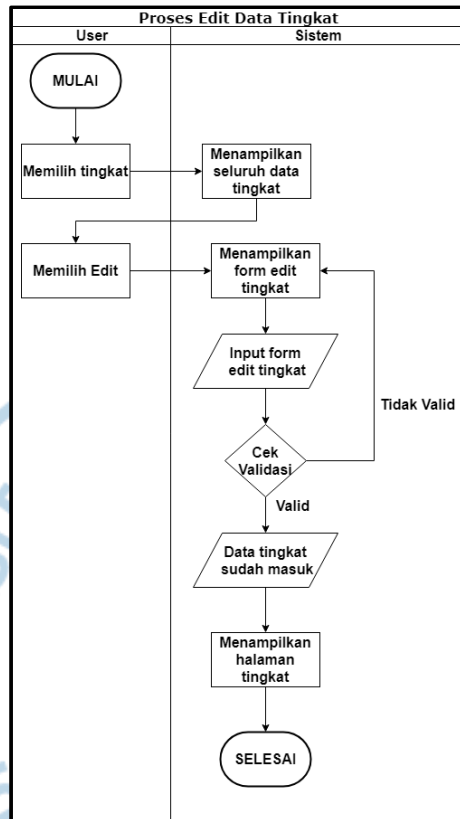 Proses Edit Data Tingkat
User
Sistem
MULAI
Memilih tingkat
Menampilkan
seluruh data
tingkat
Memilih Edit
Menampilkan
form edit
tingkat
Input form
edit tingkat
Tidak Valid
Cek
Validasi
Valid
Data tingkat
sudah masuk
Menampilkan
halaman
tingkat
SELESAI